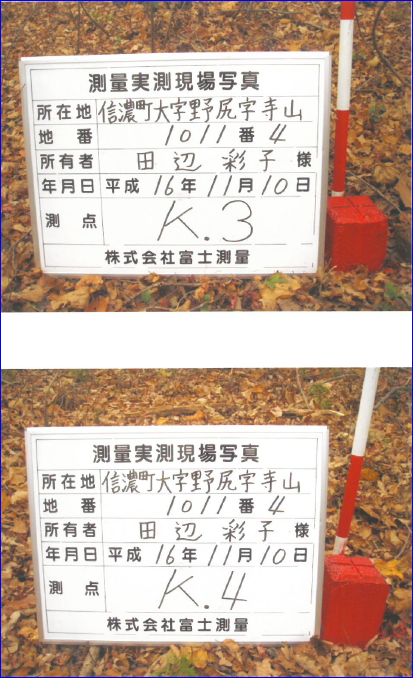 測量実測現場写真
所在地 信濃町大字野尻字寺山
地番 1011番4
所有者 田辺彩子様
年月日 平成16年11月10日
測点 K.3
株式会社富士測量
測量実測現場写真
所在地 信濃町大字野尻字寺山
地番 1011番4
所有者 田辺彩子様
年月日 平成16年11月10日
測点 K.4
株式会社富士測量